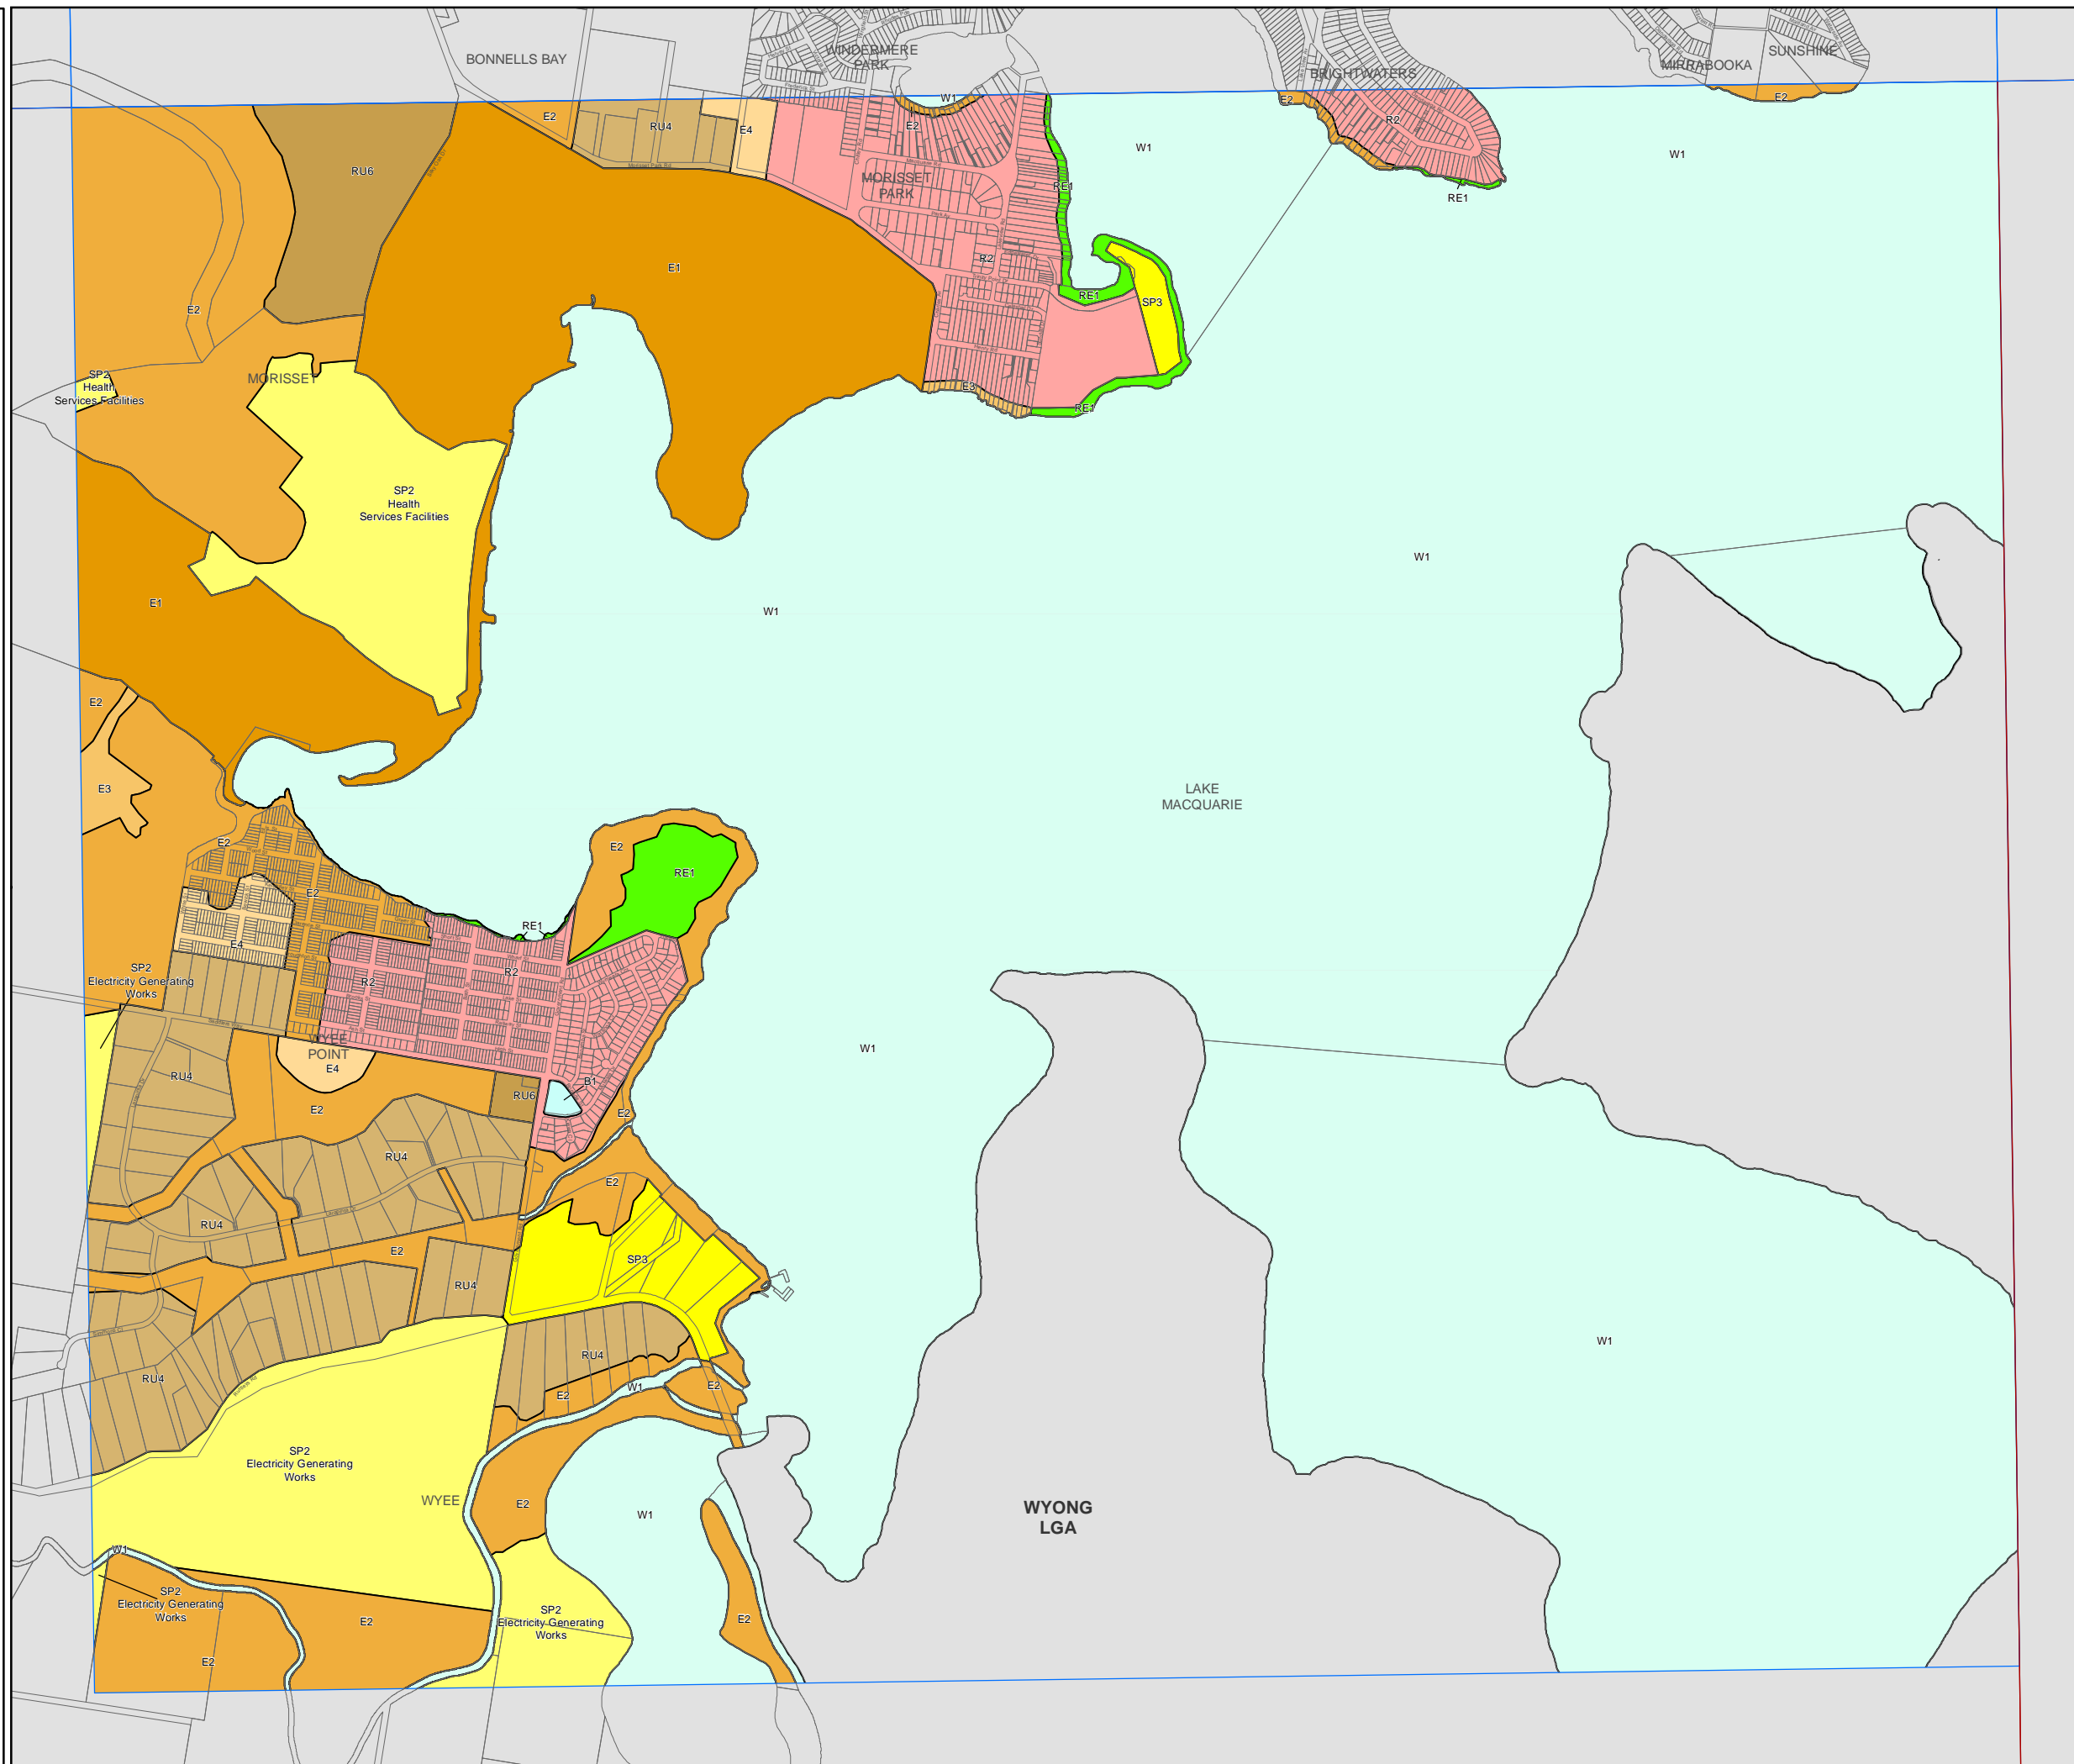 BONNELLS BAY
WINDERMERE
PARK
BRIGHTWATERS
MIRRABOOKA
SUNSHINE
E2
RU4
E4
W1
E2
E2
R2
E2
W1
W1
RU6
MORISSET
PARK
RE1
RE1
Morisset Park Rd
E1
R2
RE1
SP3
E2
SP2
Health
Services Facilities
MORISSET
E3
RE1
SP2
Health
Services Facilities
W1
W1
E1
E2
E3
LAKE
MACQUARIE
E2
E2
RE1
E2
RE1
E4
R2
R2
SP2
Electricity Generating
Works
WYEE
POINT
E4
W1
RU4
B1
RU6
E2
E2
RU4
E2
RU4
E2
SP3
RU4
W1
RU4
RU4
E2
W1
E2
SP2
Electricity Generating
Works
WYEE
E2
W1
WYONG
LGA
W1
SP2
Electricity Generating
Works
E2
SP2
Electricity Generating
Works
E2
E2